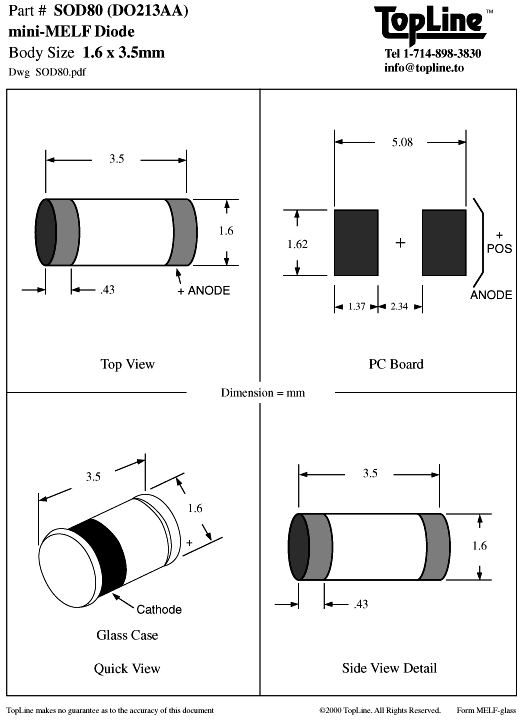 Part # SOD80 (DO213AA)
mini-MELF Diode
Body Size 1.6 x 3.5mm
Dwg SOD80.pdf
TopLine™
Tel 1-714-898-3830
info@topline.to
3.5
1.6
.43
+ ANODE
Top View
5.08
1.62
+
+
POS
ANODE
1.37
2.34
PC Board
Dimension = mm
3.5
1.6
+
Cathode
Glass Case
Quick View
3.5
1.6
.43
Side View Detail
TopLine makes no guarantee as to the accuracy of this document
©2000 TopLine. All Rights Reserved.
Form MELF-glass